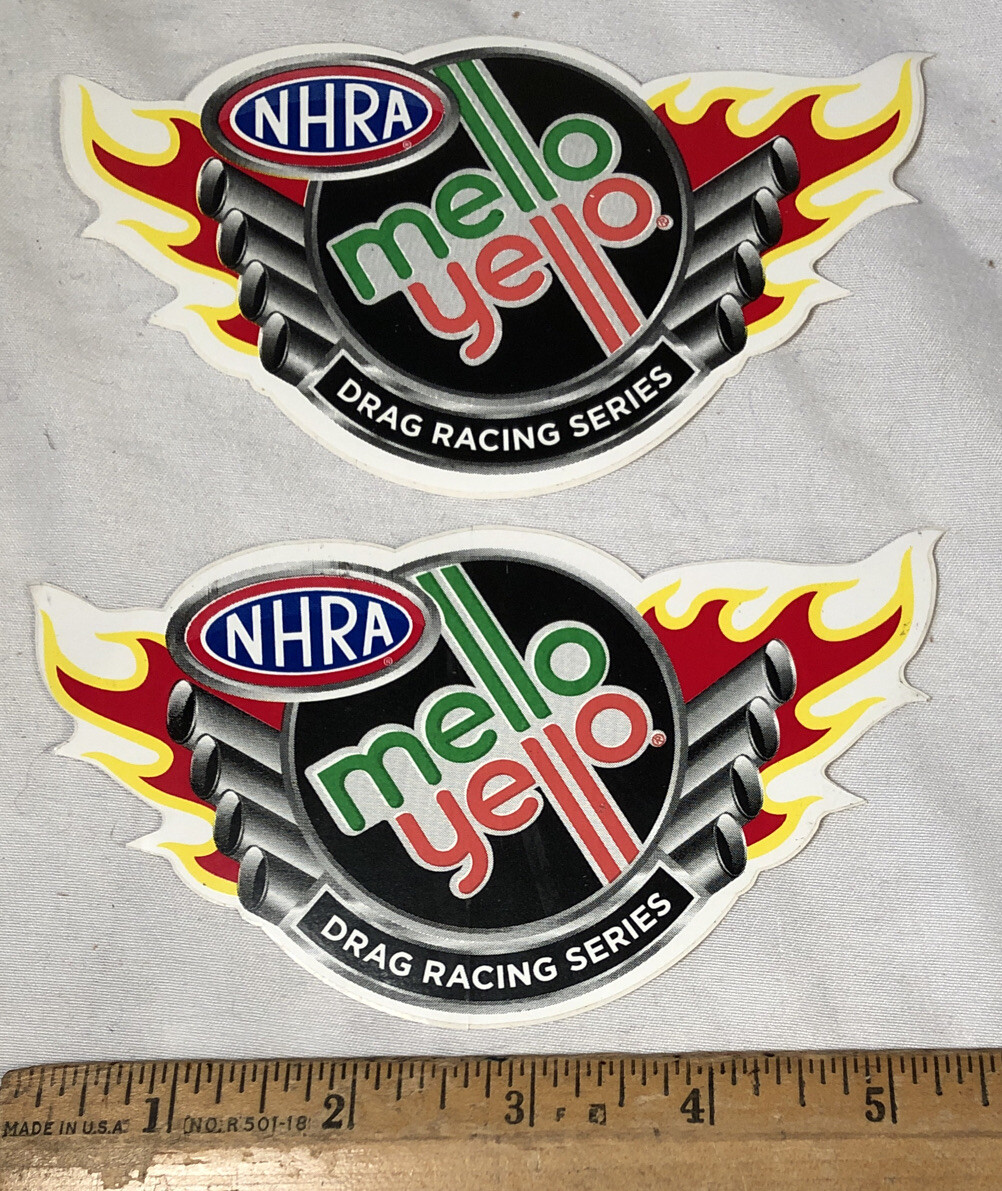 NHRA
®
mello
yello®
DRAG RACING SERIES
NHRA
®
mello
yello®
DRAG RACING SERIES
1 2 3 4 5
MADE IN U.S.A. NO. R 501-18 F